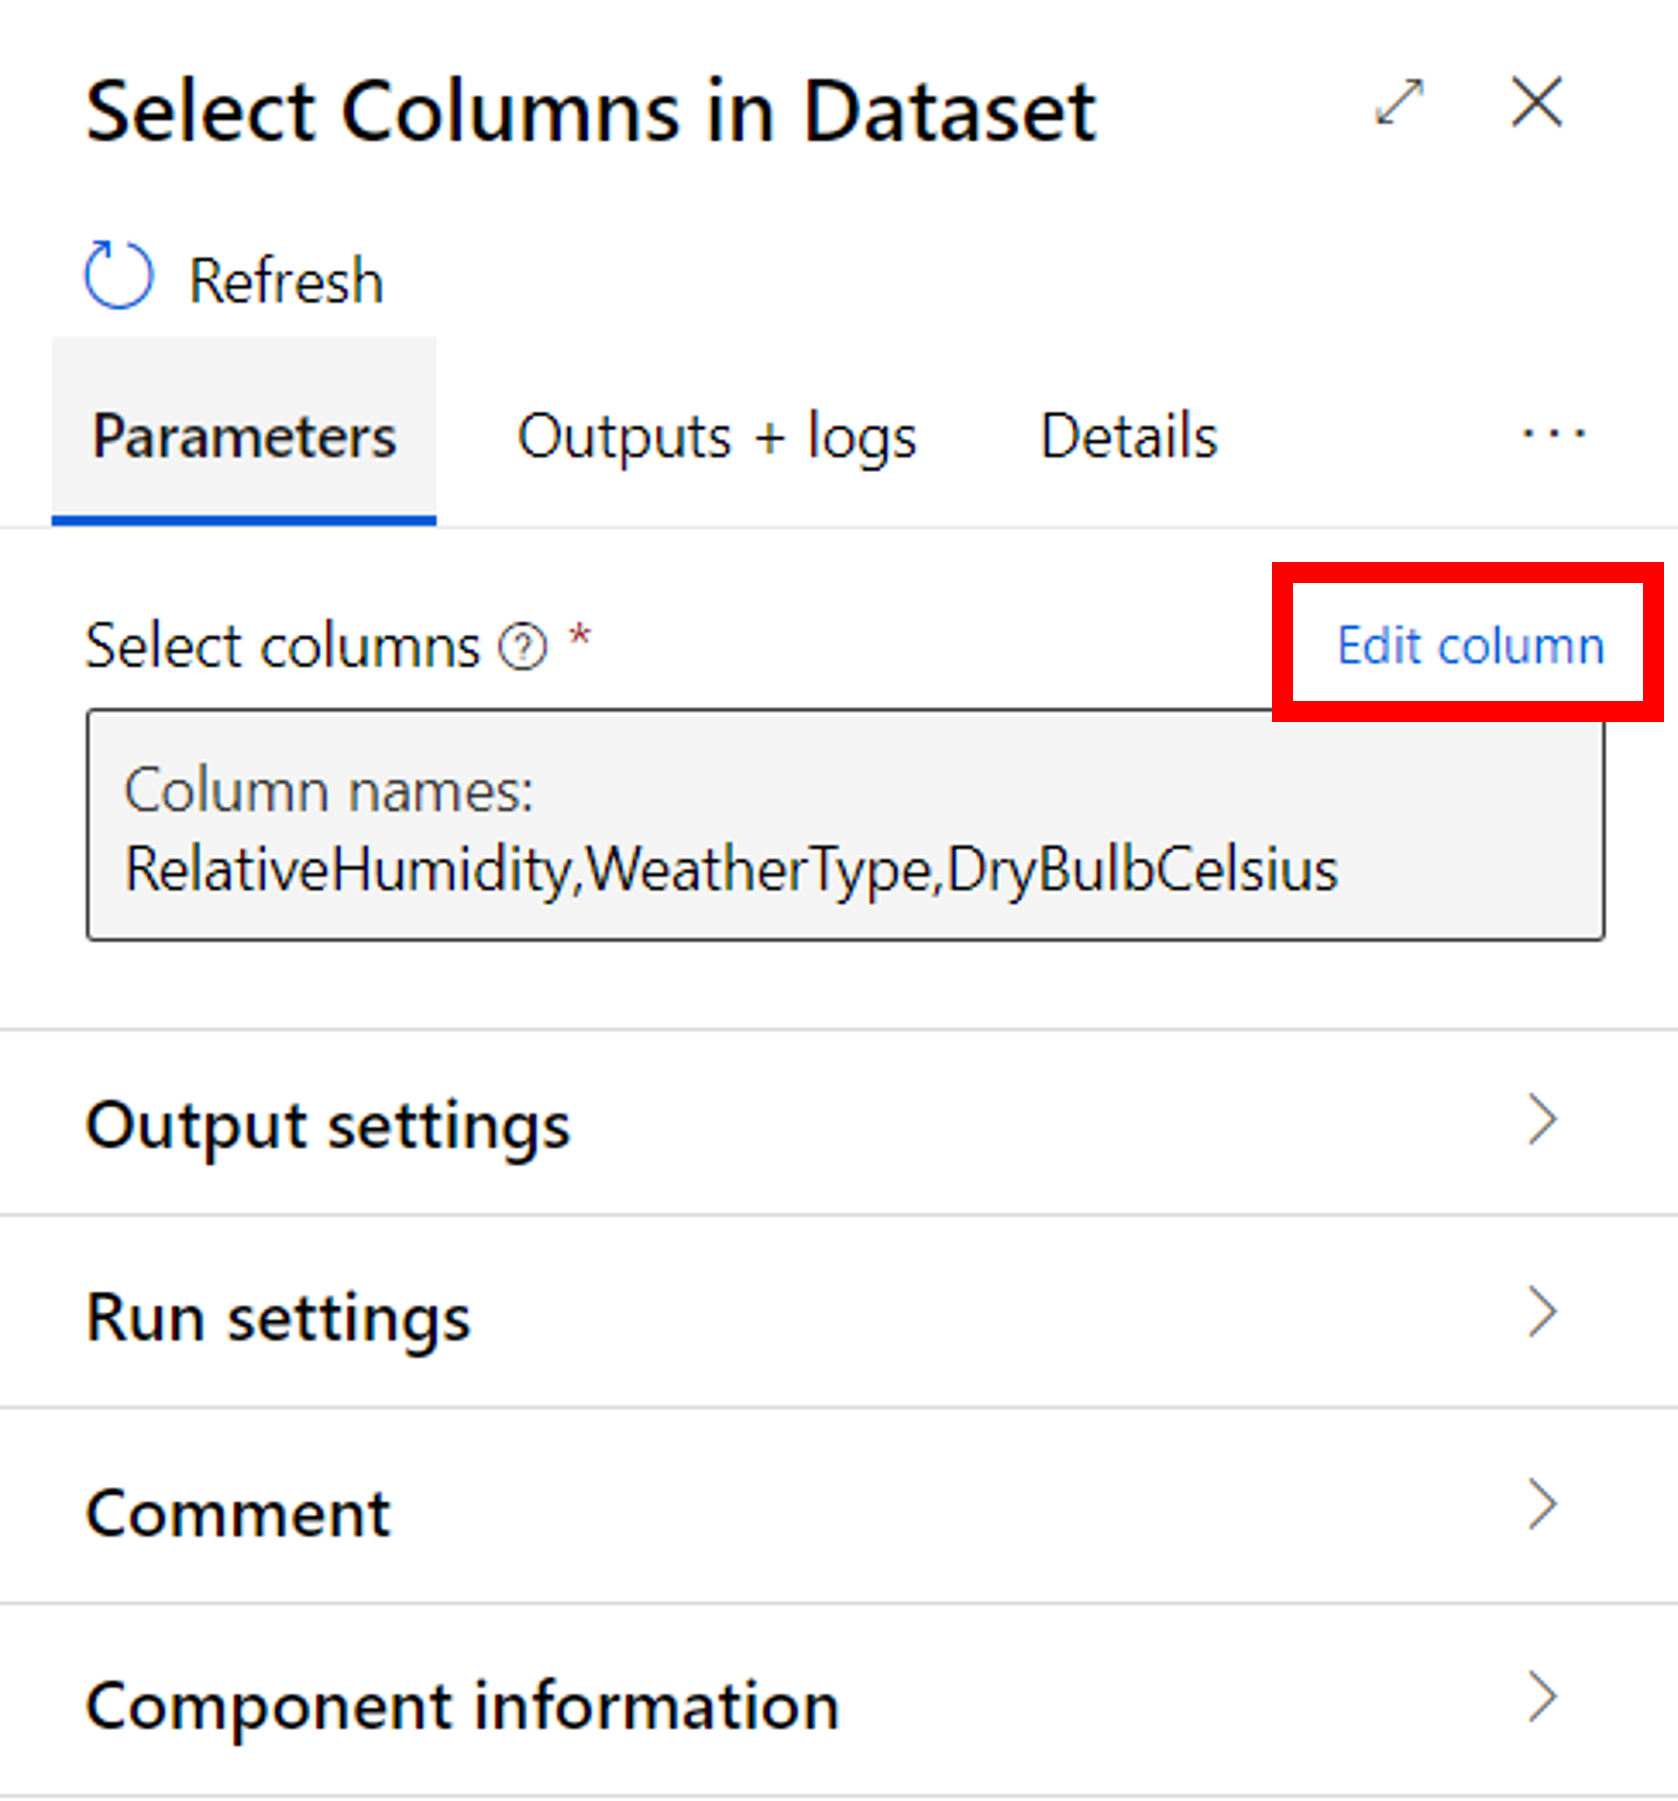 Select Columns in Dataset
Refresh
Parameters Outputs + logs Details ...
Select columns ? * Edit column
Column names:
RelativeHumidity,WeatherType,DryBulbCelsius
Output settings
Run settings
Comment
Component information